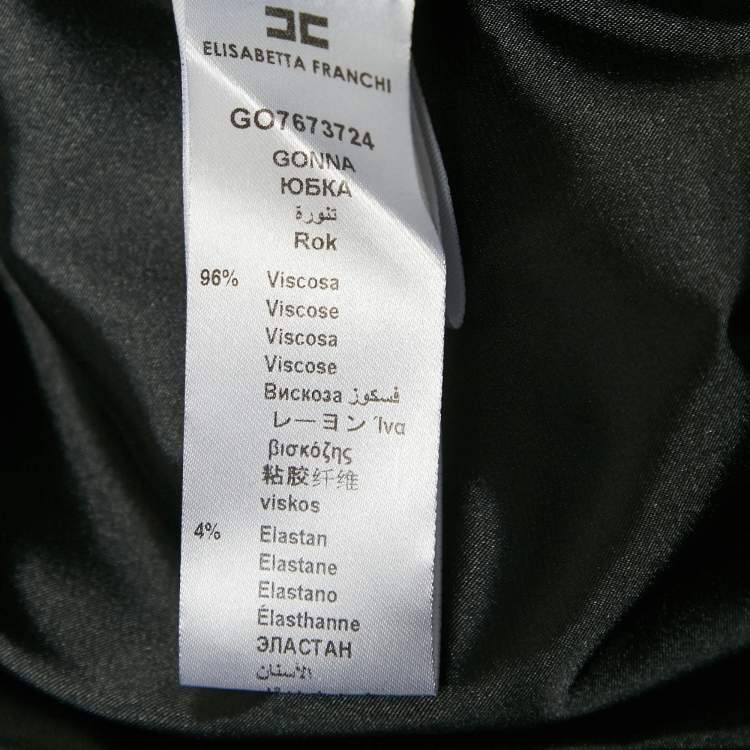 ELISABETTA FRANCHI
GO7673724
GONNA
ЮБКА
تنورة
Rok
96% Viscosa
Viscose
Viscosa
Viscose
Вискоза فسكوز
レーヨン Ίνα
βισκόζης
粘胶纤维
viskos
4% Elastan
Elastane
Elastano
Élasthanne
ЭЛАСТАН
الاستان